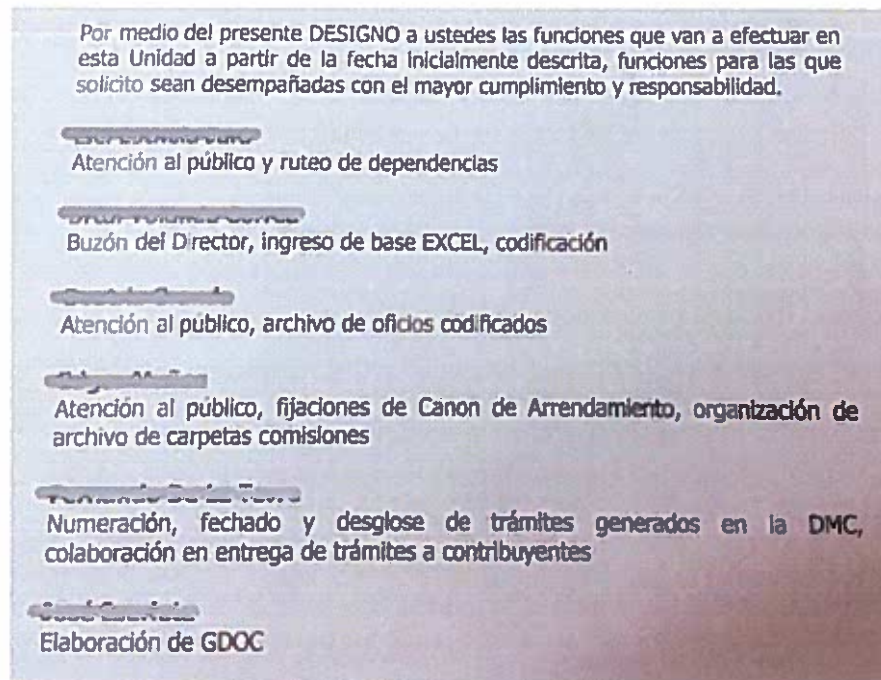 Por medio del presente DESIGNO a ustedes las funciones que van a efectuar en
esta Unidad a partir de la fecha inicialmente descrita, funciones para las que
solicito sean desempañadas con el mayor cumplimiento y responsabilidad.
Atención al público y ruteo de dependencias
Buzón del Director, ingreso de base EXCEL, codificación
Atención al público, archivo de oficios codificados
Atención al público, fijaciones de Canon de Arrendamiento, organización de
archivo de carpetas comisiones
Numeración, fechado y desglose de trámites generados en la DMC,
colaboración en entrega de trámites a contribuyentes
Elaboración de GDOC